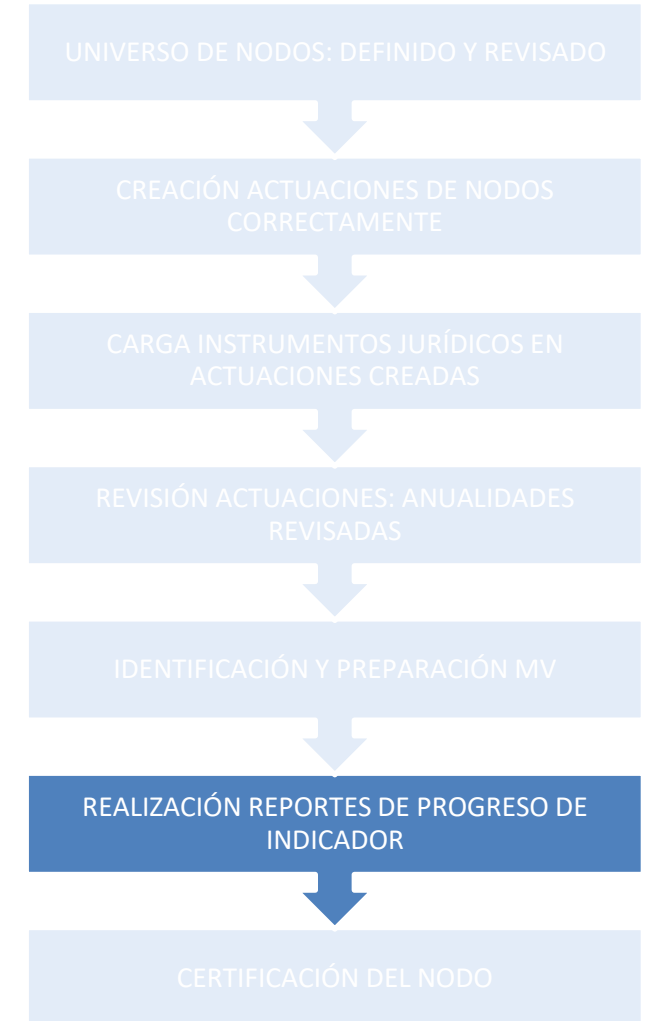 UNIVERSO DE NODOS: DEFINIDO Y REVISADO
CREACIÓN ACTUACIONES DE NODOS
CORRECTAMENTE
CARGA INSTRUMENTOS JURÍDICOS EN
ACTUACIONES CREADAS
REVISIÓN ACTUACIONES: ANUALIDADES
REVISADAS
IDENTIFICACIÓN Y PREPARACIÓN MV
REALIZACIÓN REPORTES DE PROGRESO DE
INDICADOR
CERTIFICACIÓN DEL NODO